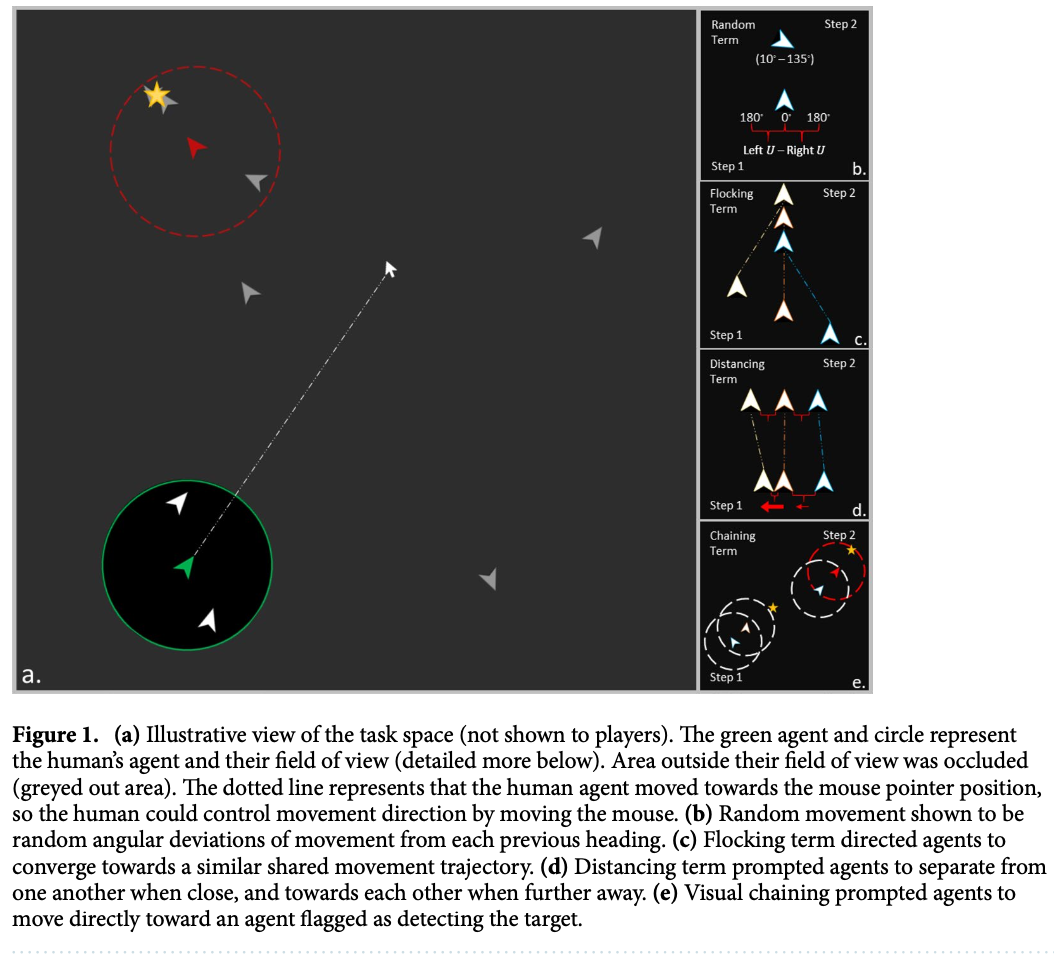 Random Step 2
Term
(10° – 135°)
180° 0° 180°
Left U – Right U
Step 1
b.
Flocking Step 2
Term
Step 1
c.
Distancing Step 2
Term
Step 1
d.
Chaining Step 2
Term
Step 1
e.
a.
Figure 1. (a) Illustrative view of the task space (not shown to players). The green agent and circle represent
the human’s agent and their field of view (detailed more below). Area outside their field of view was occluded
(greyed out area). The dotted line represents that the human agent moved towards the mouse pointer position,
so the human could control movement direction by moving the mouse. (b) Random movement shown to be
random angular deviations of movement from each previous heading. (c) Flocking term directed agents to
converge towards a similar shared movement trajectory. (d) Distancing term prompted agents to separate from
one another when close, and towards each other when further away. (e) Visual chaining prompted agents to
move directly toward an agent flagged as detecting the target.